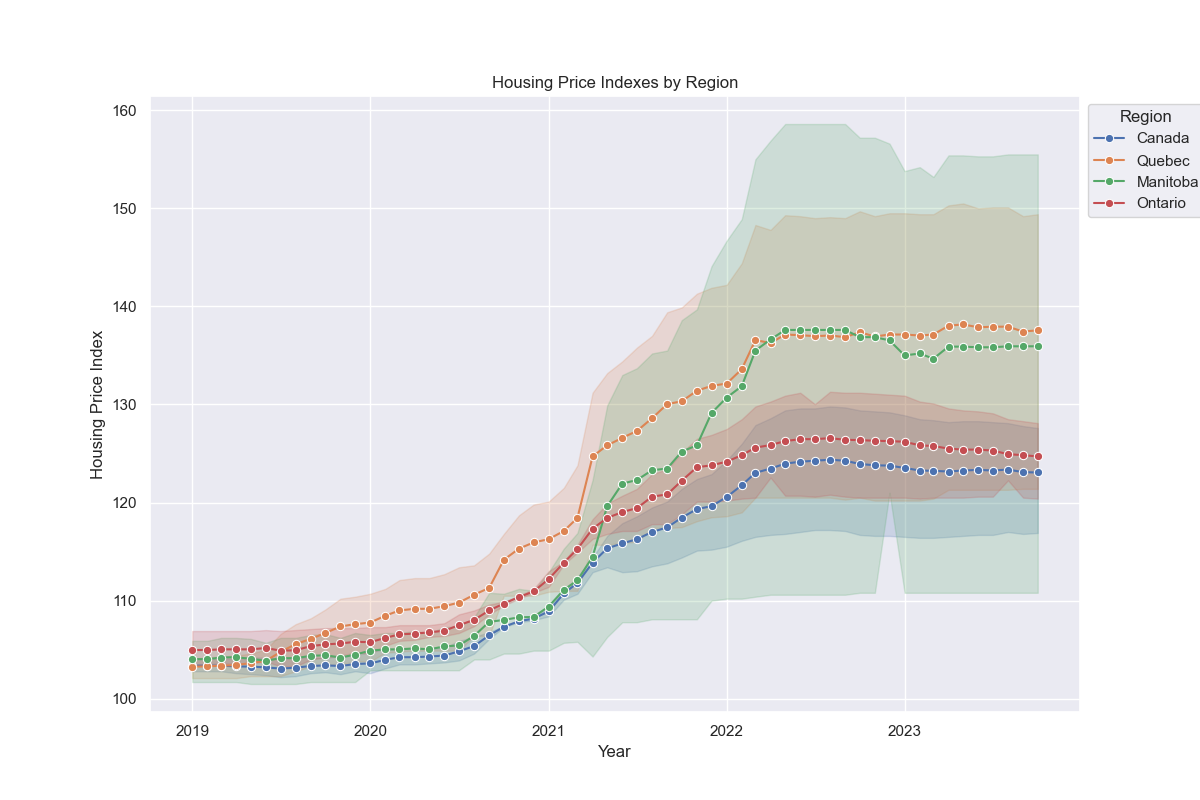 Housing Price Indexes by Region
Region
Canada
Quebec
Manitoba
Ontario
Housing Price Index
160
150
140
130
120
110
100
2019 2020 2021 2022 2023
Year